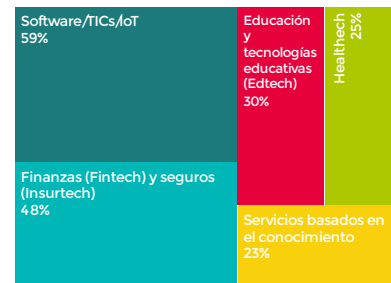 Software/TICs/IoT
59%
Educación
y
tecnologías
educativas
(Edtech)
30%
Healthech
25%
Finanzas (Fintech) y seguros
(Insurtech)
48%
Servicios basados en
el conocimiento
23%